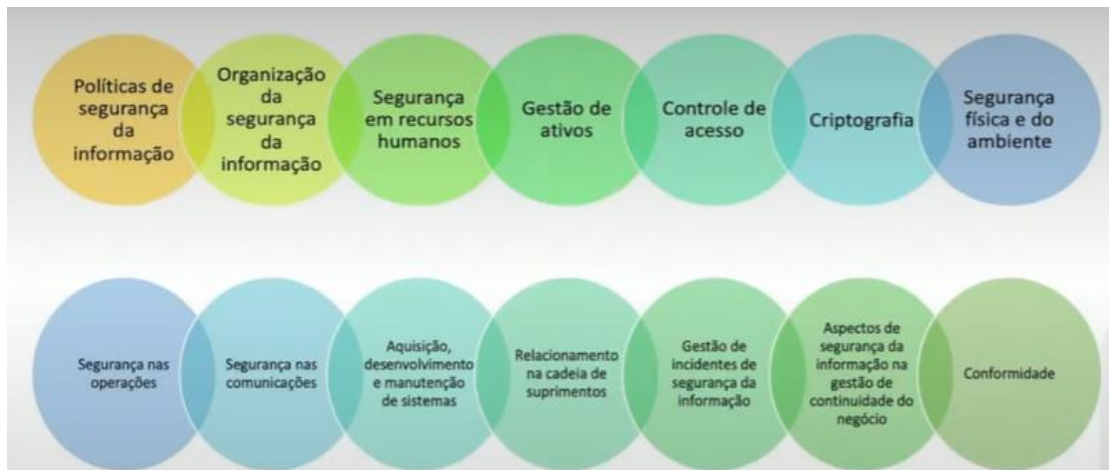 Políticas de
segurança
da
informação
Organização
da
segurança
da
informação
Segurança
em recursos
humanos
Gestão de
ativos
Controle de
acesso
Criptografia
Segurança
física e do
ambiente
Segurança nas
operações
Segurança nas
comunicações
Aquisição,
desenvolvimento
e manutenção
de sistemas
Relacionamento
na cadeia de
suprimentos
Gestão de
incidentes de
segurança da
informação
Aspectos de
segurança da
informação na
gestão de
continuidade do
negócio
Conformidade